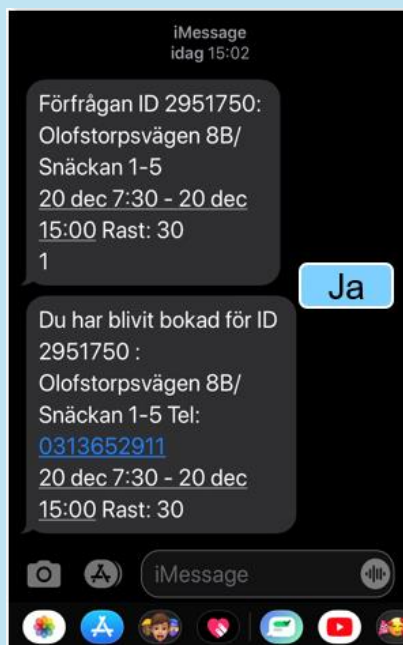 iMessage
idag 15:02
Förfrågan ID 2951750:
Olofstorpsvägen 8B/
Snäckan 1-5
20 dec 7:30 - 20 dec
15:00 Rast: 30
1
Ja
Du har blivit bokad för ID
2951750 :
Olofstorpsvägen 8B/
Snäckan 1-5 Tel:
0313652911
20 dec 7:30 - 20 dec
15:00 Rast: 30
iMessage